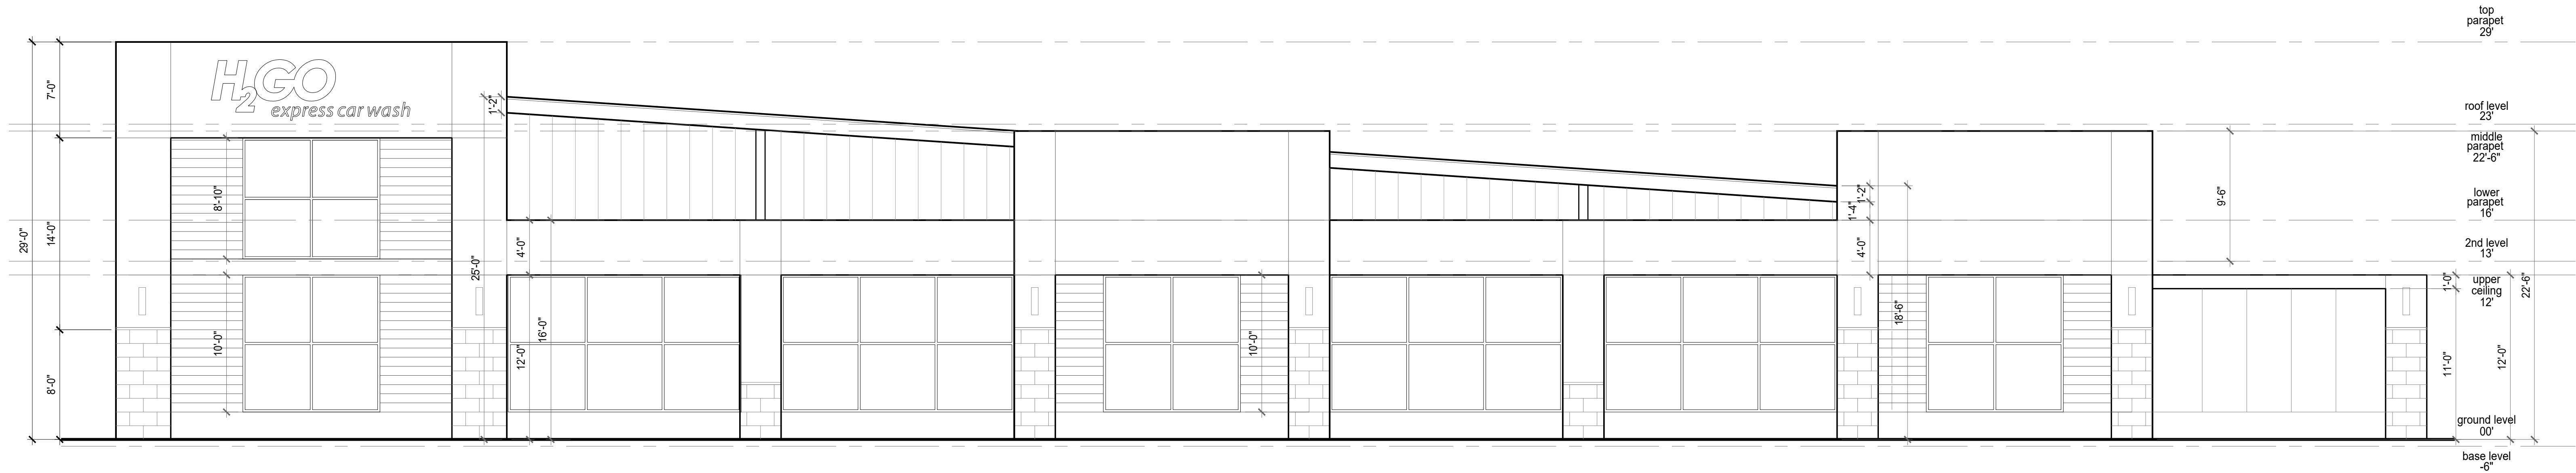 H2GO
express car wash
29'-0"
7'-0"
14'-0"
8'-0"
8'-10"
10'-0"
25'-0"
1'-2"
4'-0"
12'-0"
16'-0"
10'-0"
1'-2"
1'-4"
4'-0"
18'-6"
9'-6"
1'-0"
11'-0"
12'-0"
22'-6"
top
parapet
29'
roof level
23'
middle
parapet
22'-6"
lower
parapet
16'
2nd level
13'
upper
ceiling
12'
ground level
00'
base level
-6"